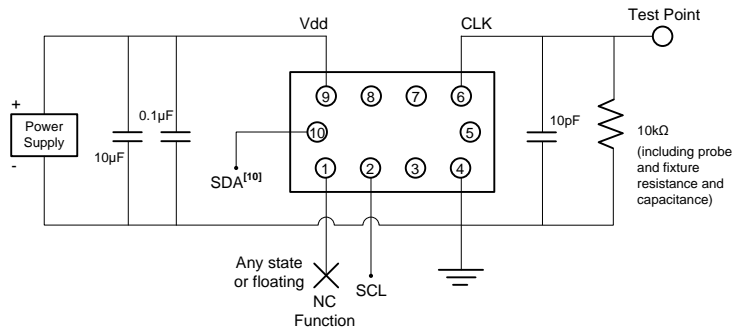 Vdd
CLK
Test Point
+
Power
Supply
-
10µF
0.1µF
9
8
7
6
10
5
1
2
3
4
SDA[10]
10pF
10kΩ
(including probe
and fixture
resistance and
capacitance)
Any state
or floating
NC
Function
SCL